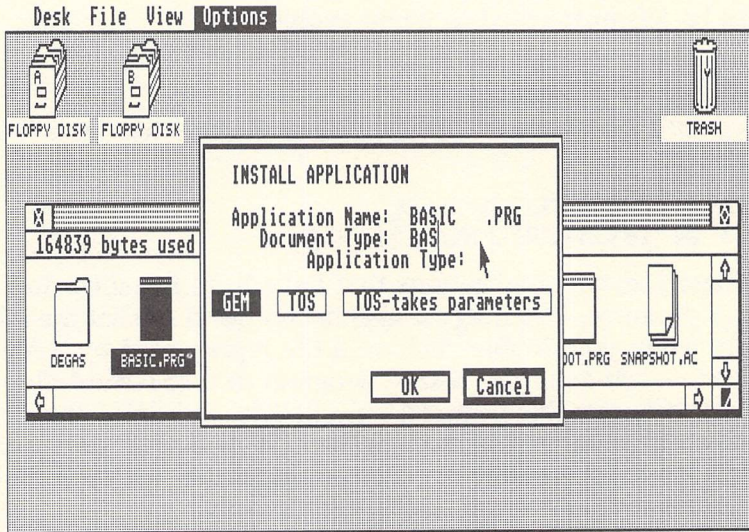 Desk File View Options
A
B
FLOPPY DISK
FLOPPY DISK
TRASH
INSTALL APPLICATION
Application Name: BASIC .PRG
Document Type: BAS
Application Type:
GEM
TOS
TOS-takes parameters
OK
Cancel
164839 bytes used
DEGAS
BASIC.PRG
OOT.PRG
SNAPSHOT.AC